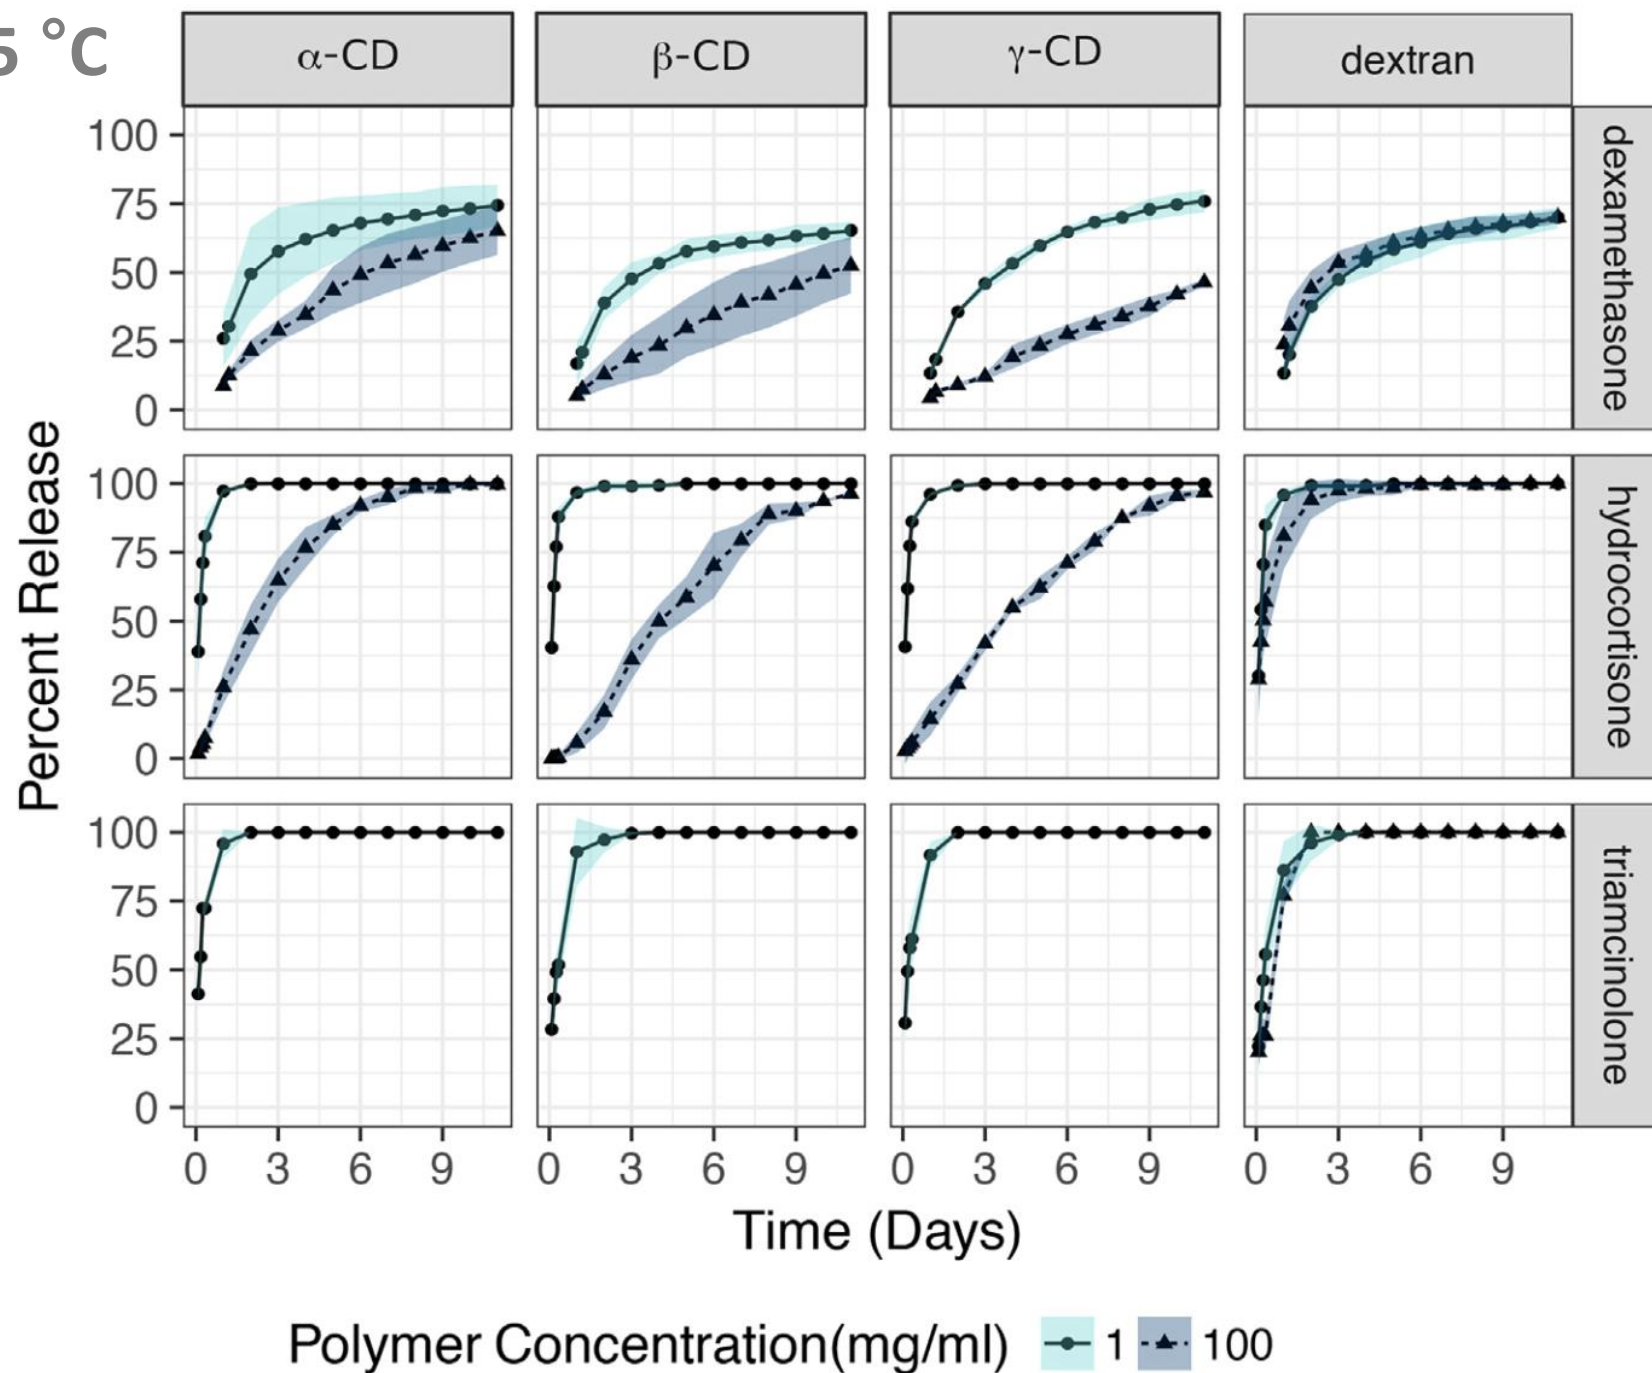 5 °C
α-CD β-CD γ-CD dextran
dexamethasone
100
75
50
25
0
hydrocortisone
100
75
50
25
0
triamcinolone
100
75
50
25
0
Percent Release
0 3 6 9 0 3 6 9 0 3 6 9 0 3 6 9
Time (Days)
Polymer Concentration(mg/ml) 1 100